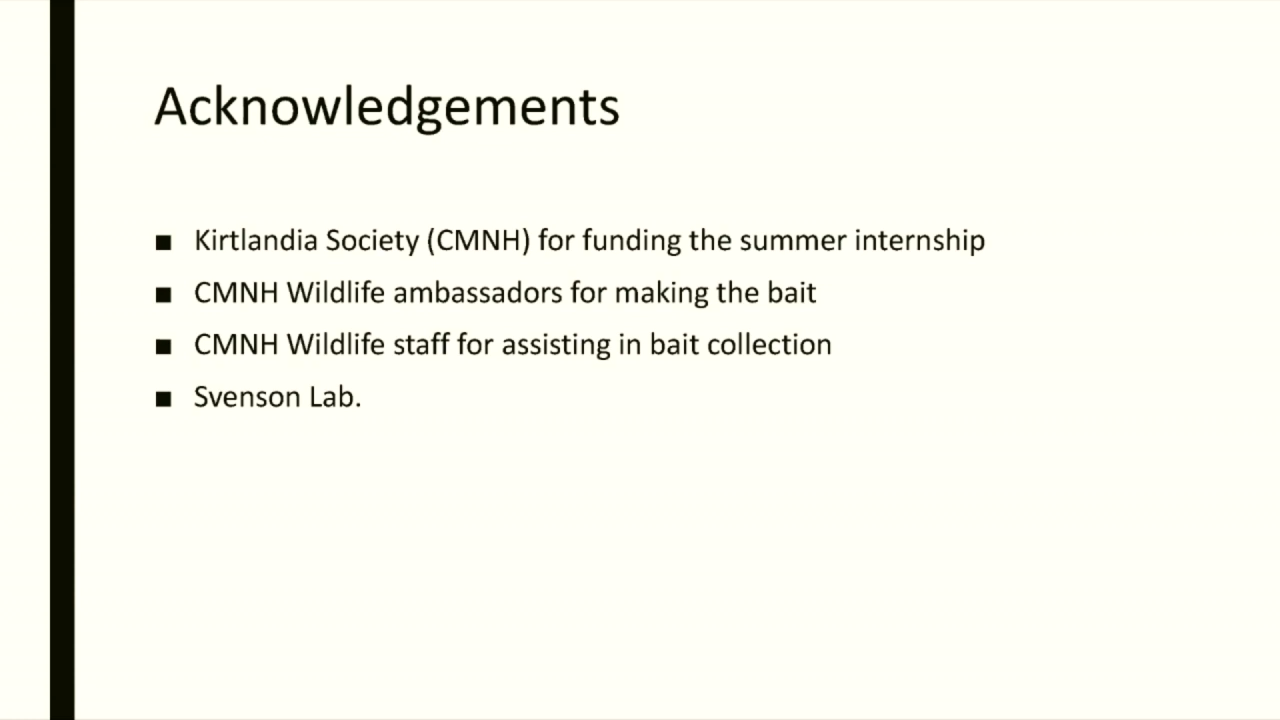 Acknowledgements
■ Kirtlandia Society (CMNH) for funding the summer internship
■ CMNH Wildlife ambassadors for making the bait
■ CMNH Wildlife staff for assisting in bait collection
■ Svenson Lab.